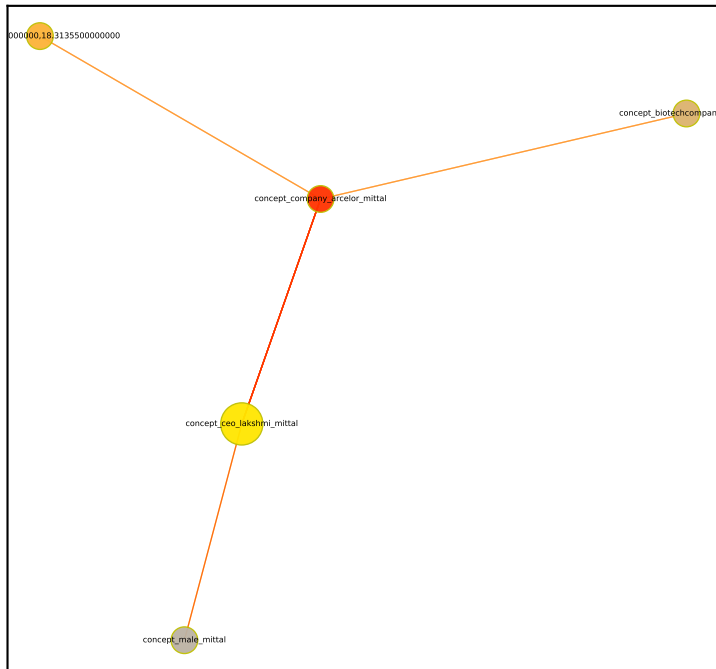 000000,18.3135500000000
concept_biotechcompan
concept_company_arcelor_mittal
concept_ceo_lakshmi_mittal
concept_male_mittal